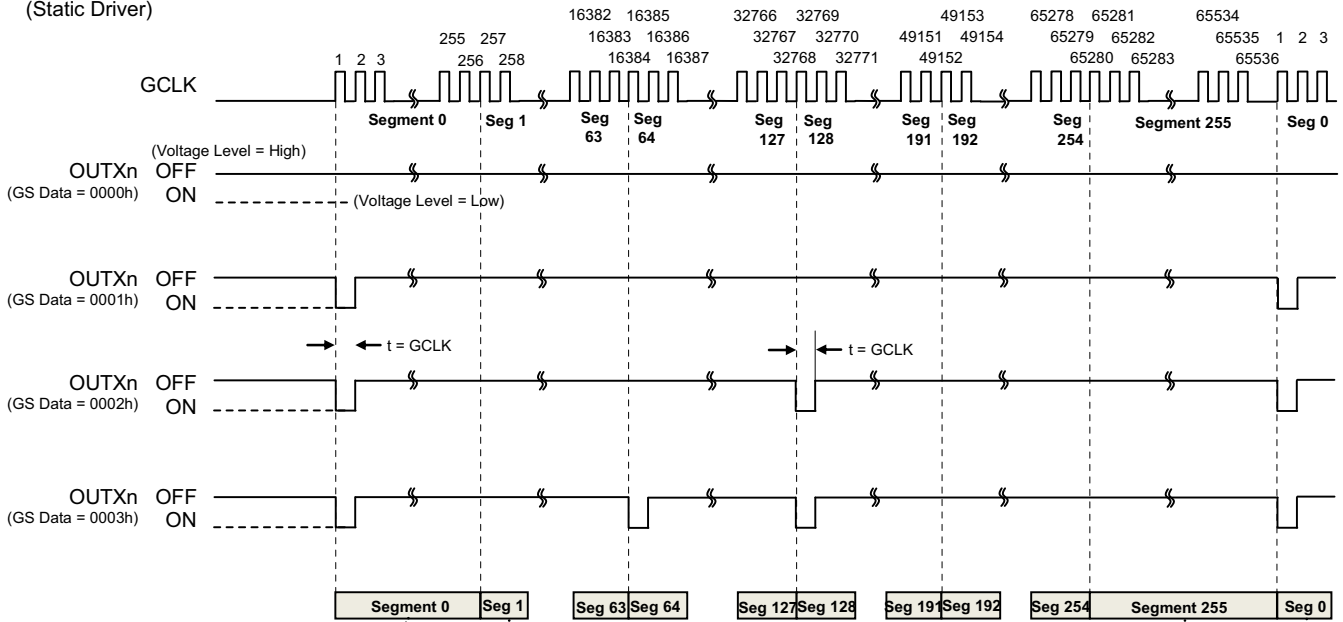 (Static Driver)
16382 16385 32766 32769 49153 65278 65281 65534
255 257 16383 16386 32767 32770 49151 49154 65279 65282 65535 1 2 3
1 2 3 256 258 16384 16387 32768 32771 49152 65280 65283 65536
GCLK
Segment 0 Seg 1 Seg 63 Seg 64 Seg 127 Seg 128 Seg 191 Seg 192 Seg 254 Segment 255 Seg 0
(Voltage Level = High)
OUTXn OFF
(GS Data = 0000h) ON (Voltage Level = Low)
OUTXn OFF
(GS Data = 0001h) ON
t = GCLK t = GCLK
OUTXn OFF
(GS Data = 0002h) ON
OUTXn OFF
(GS Data = 0003h) ON
Segment 0 Seg 1 Seg 63 Seg 64 Seg 127 Seg 128 Seg 191 Seg 192 Seg 254 Segment 255 Seg 0